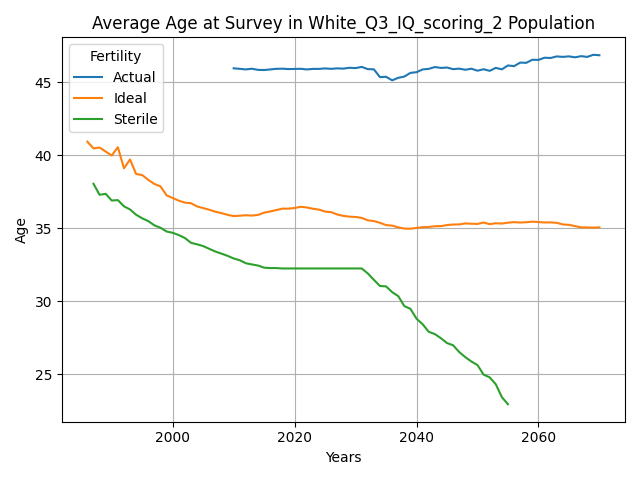 Average Age at Survey in White_Q3_IQ_scoring_2 Population
Fertility
Actual
Ideal
Sterile
45
40
35
30
25
Age
2000
2020
2040
2060
Years